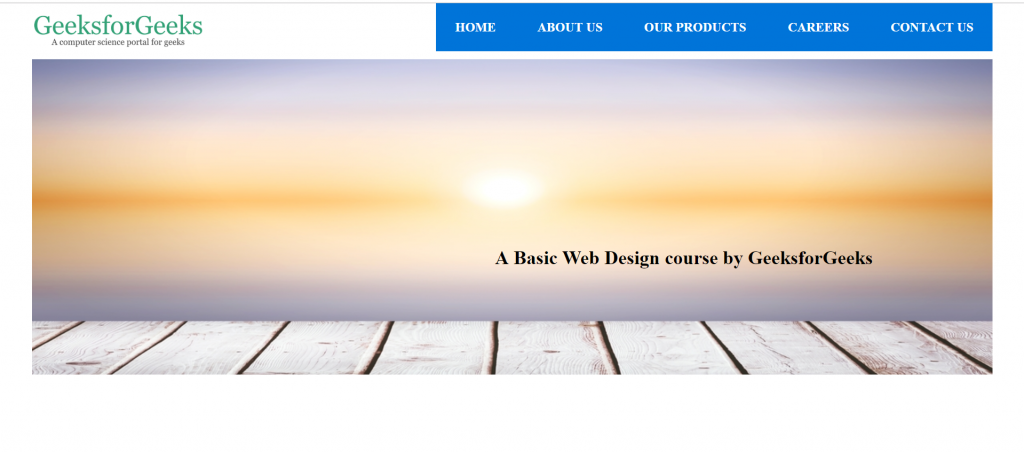 GeeksforGeeks
A computer science portal for geeks
HOME ABOUT US OUR PRODUCTS CAREERS CONTACT US
A Basic Web Design course by GeeksforGeeks